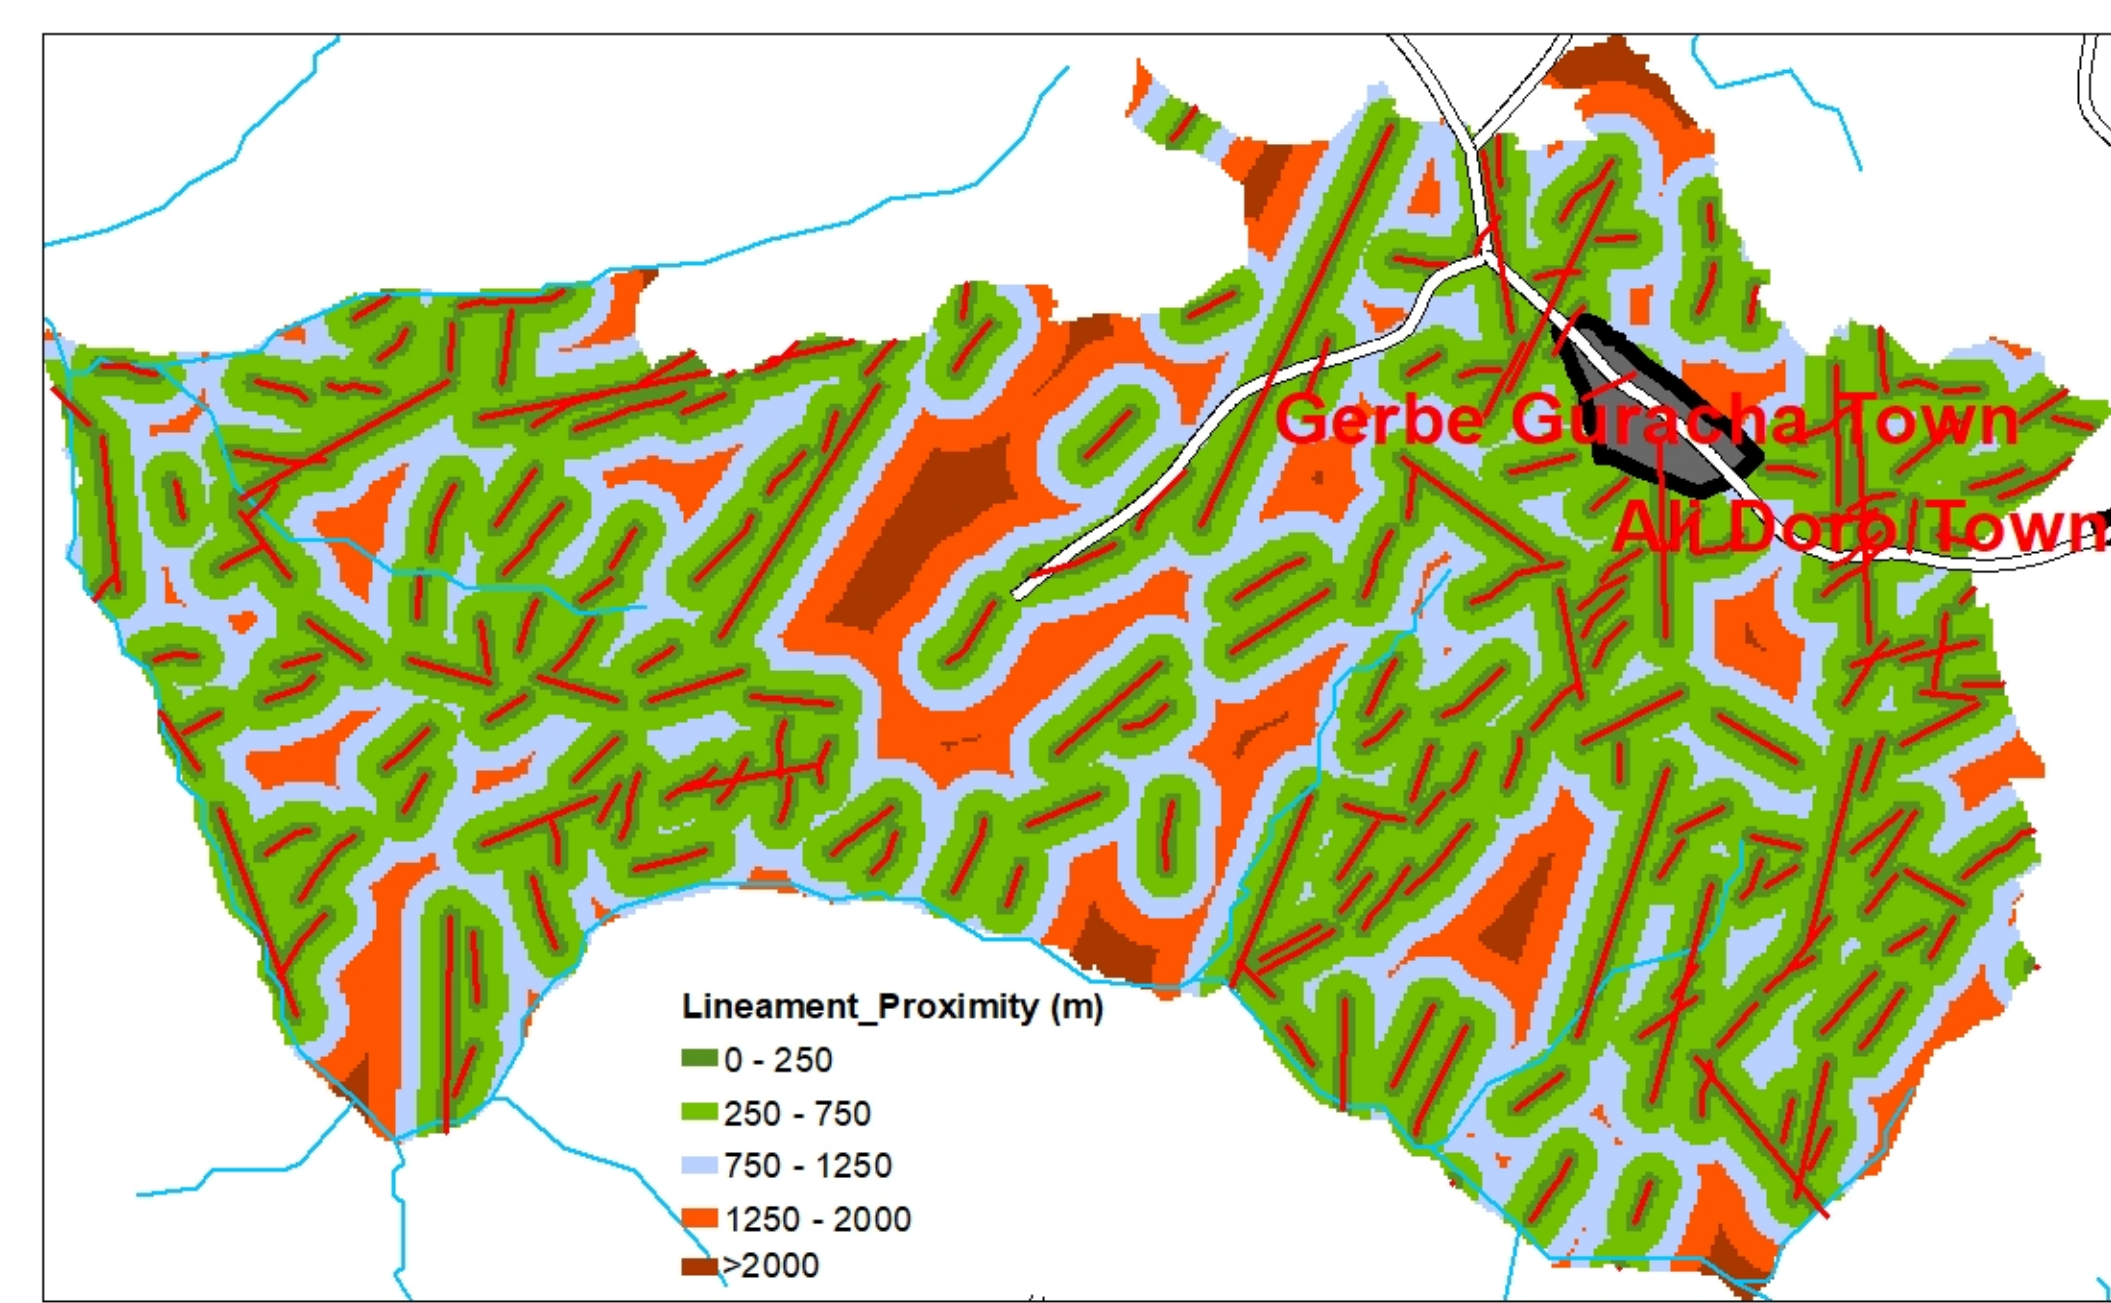 Gerbe Guracha Town
Ali Doro Town
Lineament_Proximity (m)
0 - 250
250 - 750
750 - 1250
1250 - 2000
>2000